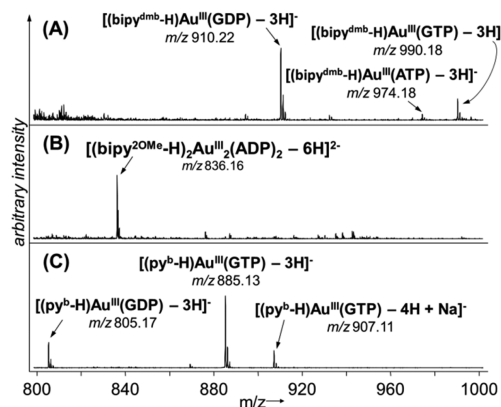 (A)
[(bipyᵈᵐᵇ-H)Auᴵᴵᴵ(GDP) – 3H]⁻
m/z 910.22
[(bipyᵈᵐᵇ-H)Auᴵᴵᴵ(GTP) – 3H]
m/z 990.18
[(bipyᵈᵐᵇ-H)Auᴵᴵᴵ(ATP) – 3H]⁻
m/z 974.18
(B)
[(bipy²ᴼᴹᵉ-H)₂Auᴵᴵᴵ₂(ADP)₂ – 6H]²⁻
m/z 836.16
(C)
[(pyᵇ-H)Auᴵᴵᴵ(GTP) – 3H]⁻
m/z 885.13
[(pyᵇ-H)Auᴵᴵᴵ(GDP) – 3H]⁻
m/z 805.17
[(pyᵇ-H)Auᴵᴵᴵ(GTP) – 4H + Na]⁻
m/z 907.11
arbitrary intensity
800 840 880 920 960 1000
m/z